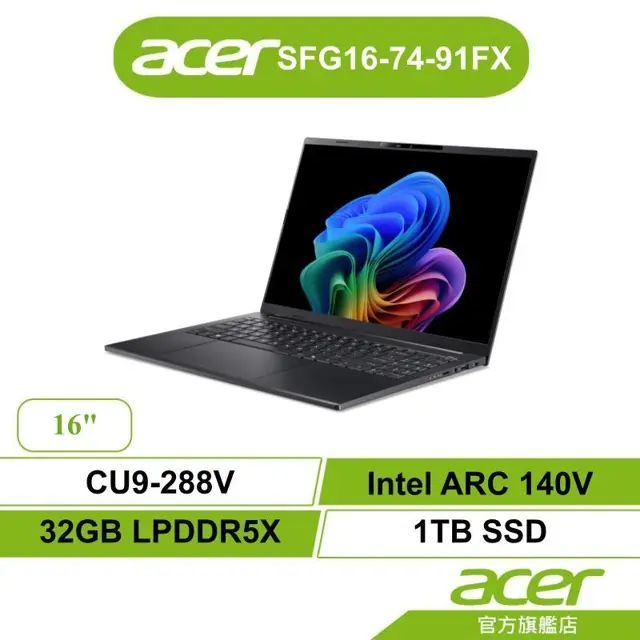 acer SFG16-74-91FX
16"
CU9-288V
Intel ARC 140V
32GB LPDDR5X
1TB SSD
acer
官方旗艦店